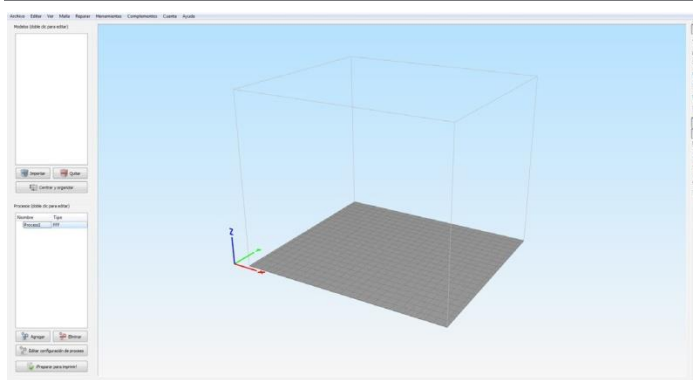 Archivo Editar Ver Malla Reparar Herramientas Complementos Cuenta Ayuda
Modelos (doble clic para editar)
Importar Quitar
Centrar y organizar
Procesos (doble clic para editar)
Nombre Tipo
Process1 FFF
Agregar Eliminar
Editar configuración de proceso
¡Preparar para imprimir!
Z